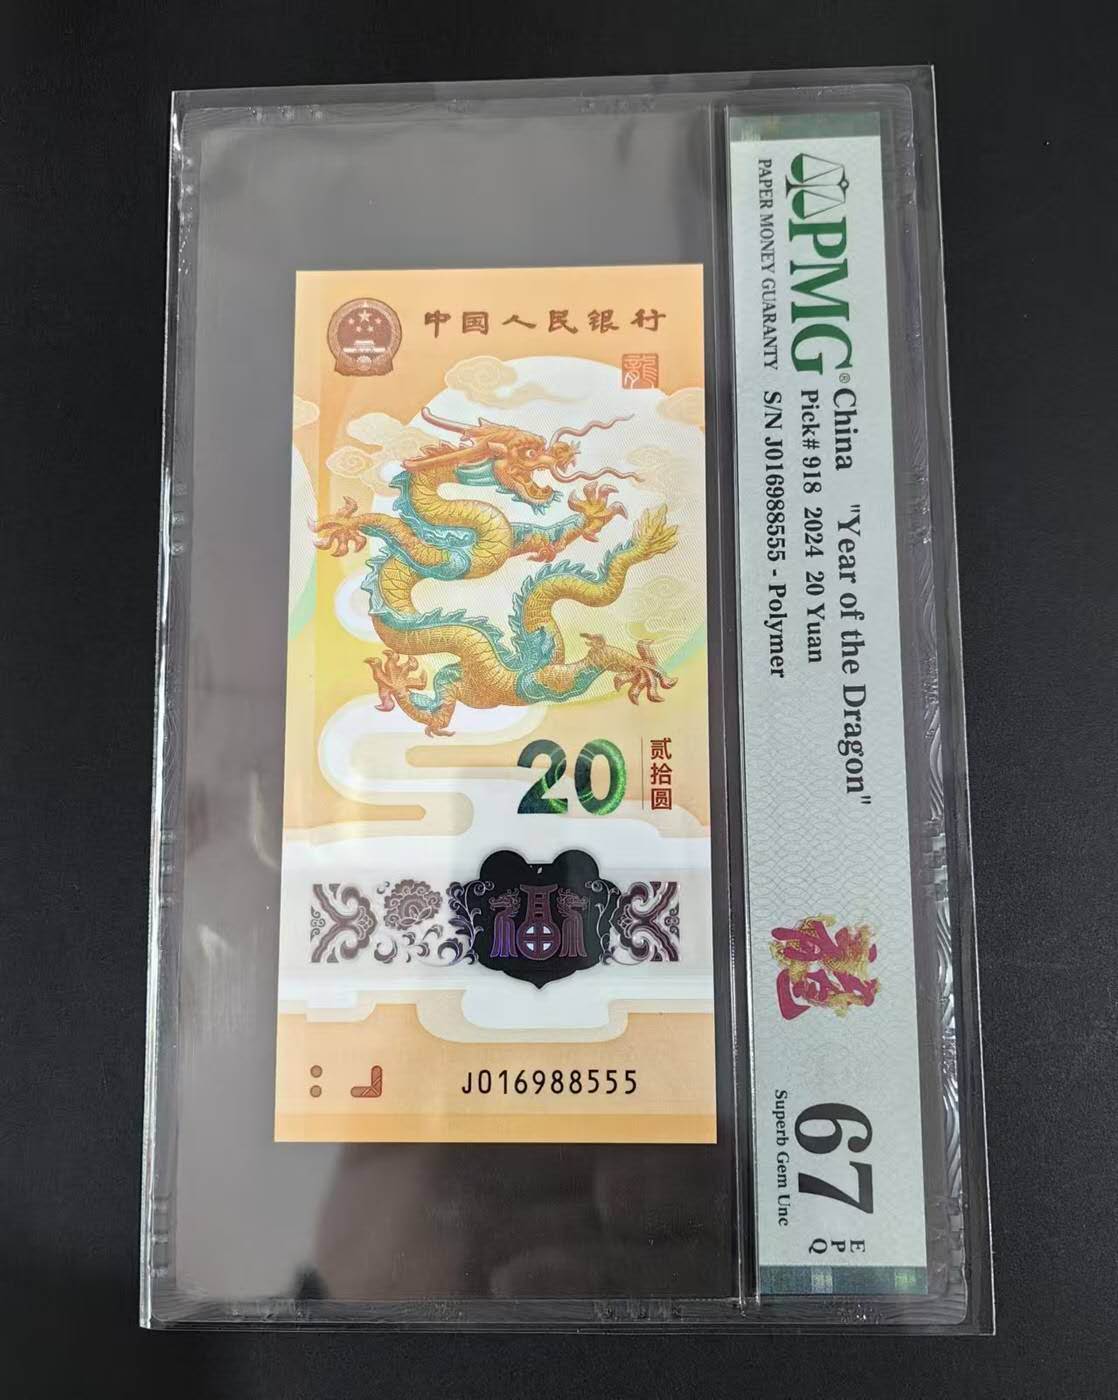 中国人民银行
龍
20
贰拾圆
J016988555
PMG®
PAPER MONEY GUARANTY
China "Year of the Dragon"
Pick# 918 2024 20 Yuan
S/N J016988555 - Polymer
67
EPQ
Superb Gem Unc